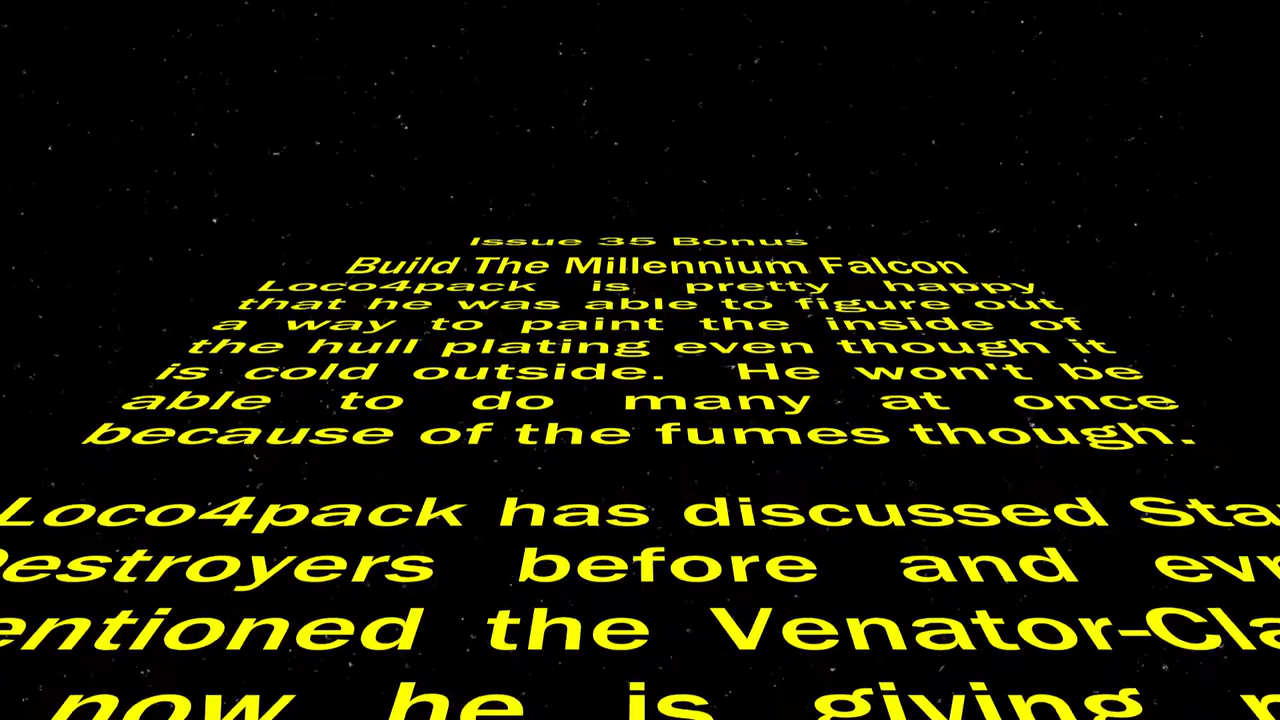 Issue 35 Bonus
Build The Millennium Falcon
Loco4pack is pretty happy
that he was able to figure out
a way to paint the inside of
the hull plating even though it
is cold outside. He won't be
able to do many at once
because of the fumes though.
Loco4pack has discussed
before and
the
now he is giving